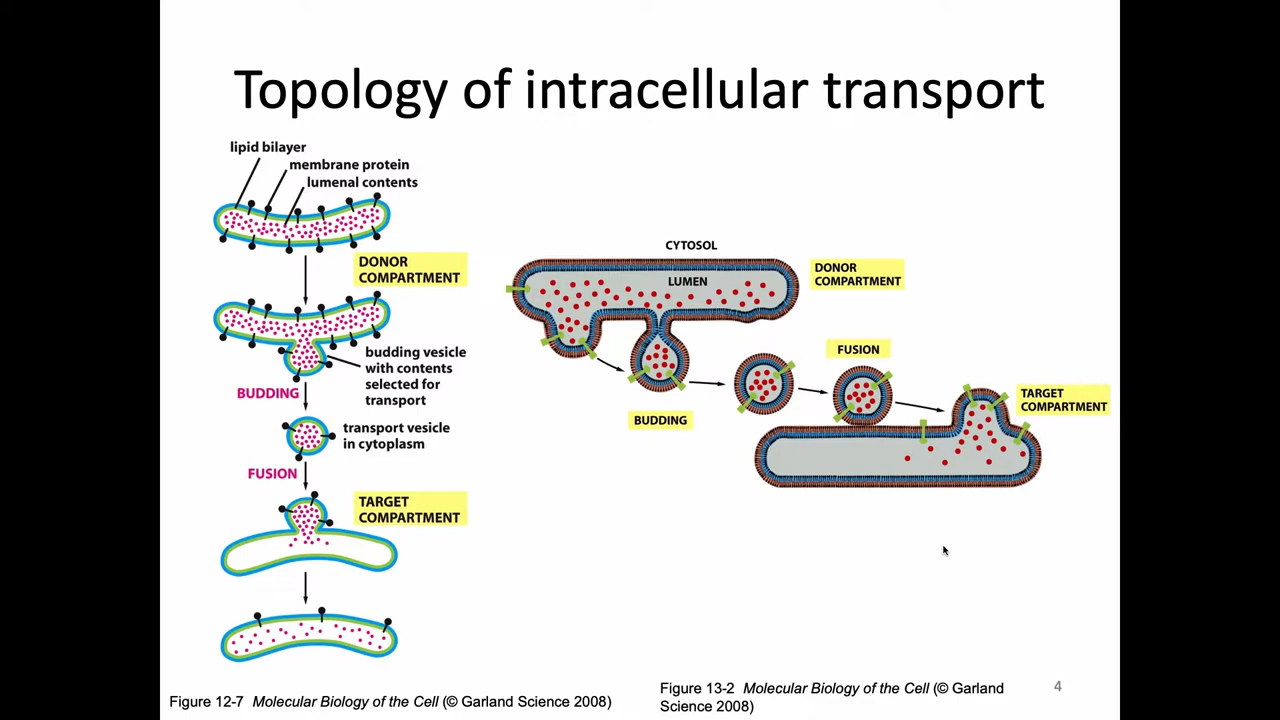 Topology of intracellular transport
lipid bilayer
membrane protein
lumenal contents
DONOR
COMPARTMENT
budding vesicle
with contents
selected for
transport
BUDDING
transport vesicle
in cytoplasm
FUSION
TARGET
COMPARTMENT
CYTOSOL
LUMEN
DONOR
COMPARTMENT
FUSION
BUDDING
TARGET
COMPARTMENT
Figure 12-7 Molecular Biology of the Cell (© Garland Science 2008)
Figure 13-2 Molecular Biology of the Cell (© Garland
Science 2008)
4